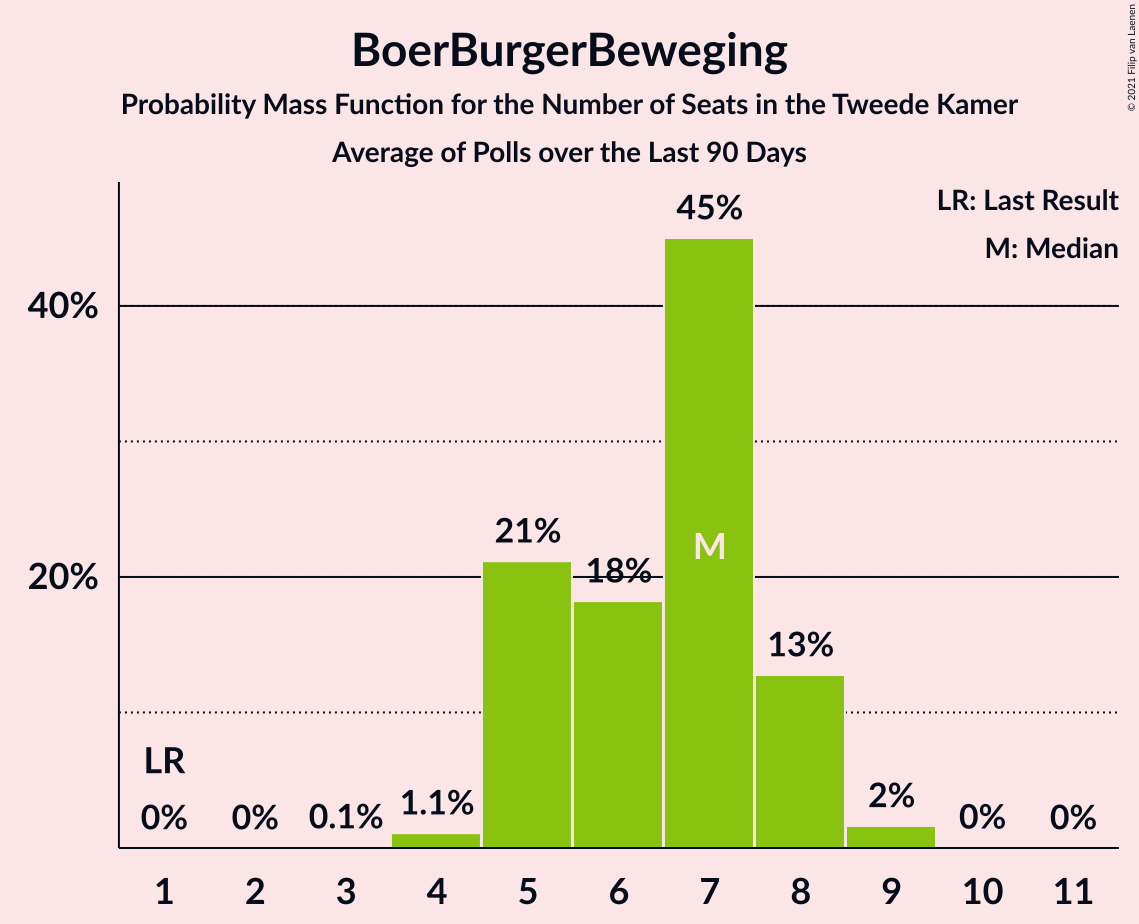 BoerBurgerBeweging
Probability Mass Function for the Number of Seats in the Tweede Kamer
Average of Polls over the Last 90 Days
© 2021 Filip van Laenen
LR: Last Result
M: Median
40%
20%
LR
0%
0%
0.1%
1.1%
21%
18%
45%
M
13%
2%
0%
0%
1 2 3 4 5 6 7 8 9 10 11